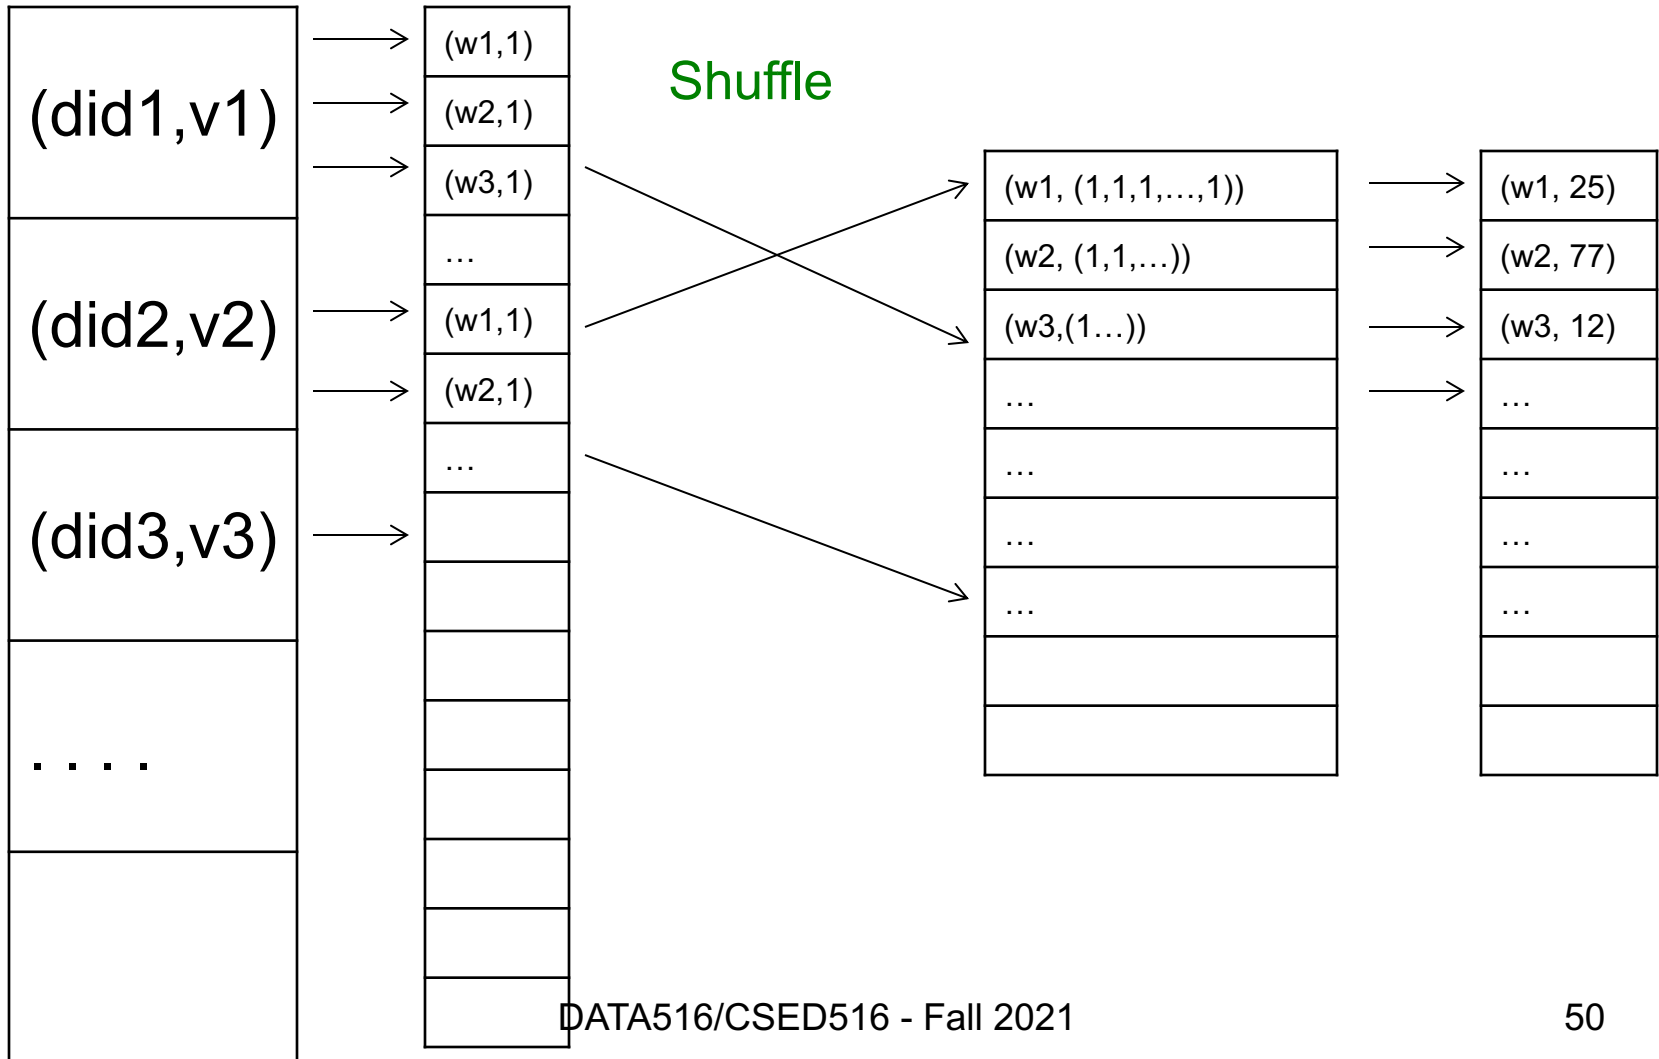 (did1,v1)
(did2,v2)
(did3,v3)
. . . .
(w1,1)
(w2,1)
(w3,1)
…
(w1,1)
(w2,1)
…
Shuffle
(w1, (1,1,1,…,1))
(w2, (1,1,…))
(w3,(1…))
…
…
…
…
(w1, 25)
(w2, 77)
(w3, 12)
…
…
…
…
DATA516/CSED516 - Fall 2021
50